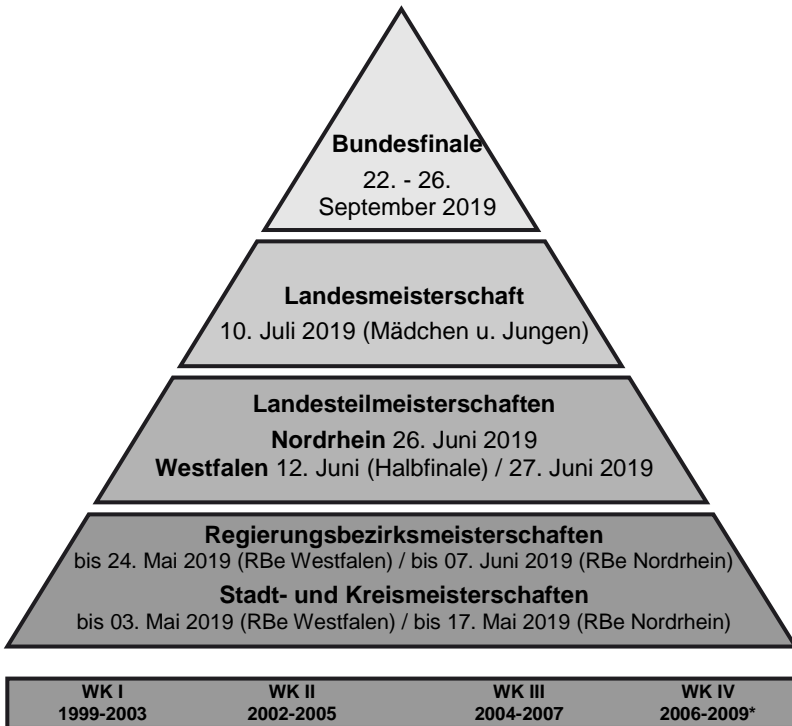 Bundesfinale
22. - 26.
September 2019
Landesmeisterschaft
10. Juli 2019 (Mädchen u. Jungen)
Landesteilmeisterschaften
Nordrhein 26. Juni 2019
Westfalen 12. Juni (Halbfinale) / 27. Juni 2019
Regierungsbezirksmeisterschaften
bis 24. Mai 2019 (RBe Westfalen) / bis 07. Juni 2019 (RBe Nordrhein)
Stadt- und Kreismeisterschaften
bis 03. Mai 2019 (RBe Westfalen) / bis 17. Mai 2019 (RBe Nordrhein)
WK I WK II WK III WK IV
1999-2003 2002-2005 2004-2007 2006-2009*